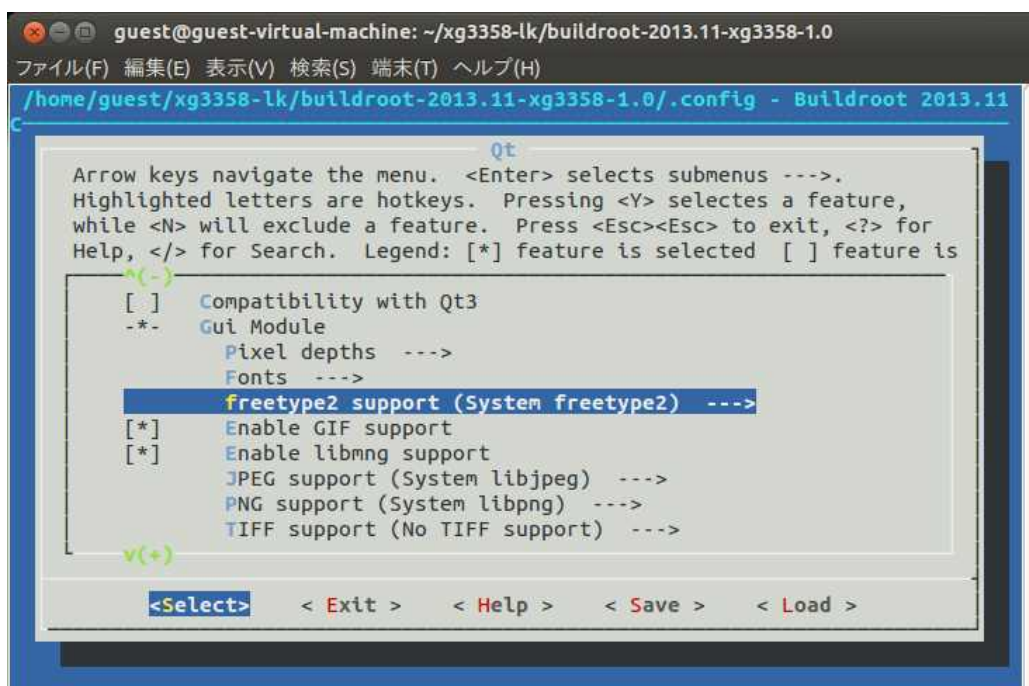 guest@guest-virtual-machine: ~/xg3358-lk/buildroot-2013.11-xg3358-1.0
ファイル(F) 編集(E) 表示(V) 検索(S) 端末(T) ヘルプ(H)
/home/guest/xg3358-lk/buildroot-2013.11-xg3358-1.0/.config - Buildroot 2013.11
C
Qt
Arrow keys navigate the menu. <Enter> selects submenus --->.
Highlighted letters are hotkeys. Pressing <Y> selectes a feature,
while <N> will exclude a feature. Press <Esc><Esc> to exit, <?> for
Help, </> for Search. Legend: [*] feature is selected [ ] feature is
^(-)
[ ] Compatibility with Qt3
-*- Gui Module
Pixel depths --->
Fonts --->
freetype2 support (System freetype2) --->
[*] Enable GIF support
[*] Enable libmng support
JPEG support (System libjpeg) --->
PNG support (System libpng) --->
TIFF support (No TIFF support) --->
v(+)
<Select> < Exit > < Help > < Save > < Load >